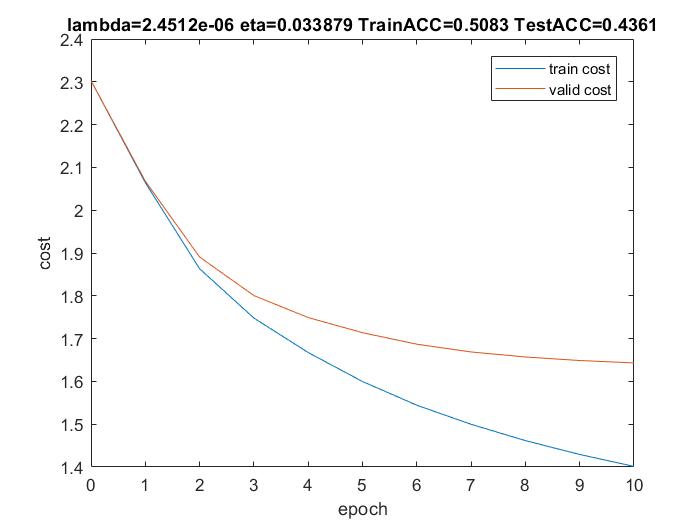 lambda=2.4512e-06 eta=0.033879 TrainACC=0.5083 TestACC=0.4361
2.4
2.3
2.2
2.1
2
1.9
1.8
1.7
1.6
1.5
1.4
cost
train cost
valid cost
0 1 2 3 4 5 6 7 8 9 10
epoch